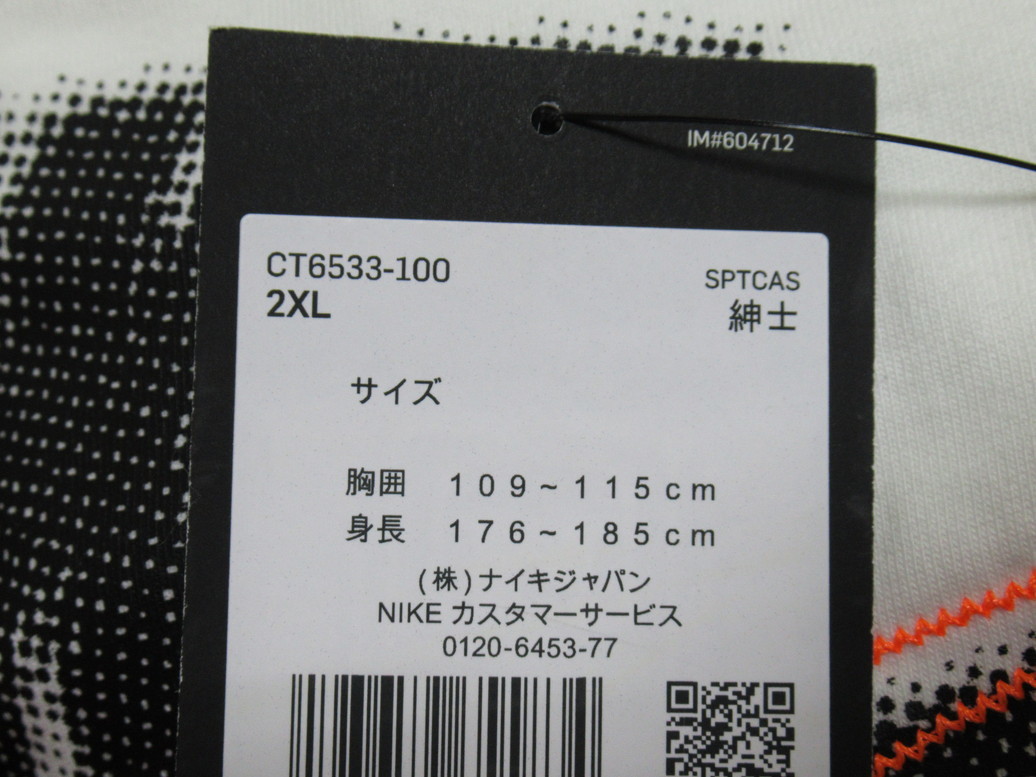 IM#604712
CT6533-100
2XL
SPTCAS
紳士
サイズ
胸囲 109~115cm
身長 176~185cm
(株)ナイキジャパン
NIKE カスタマーサービス
0120-6453-77